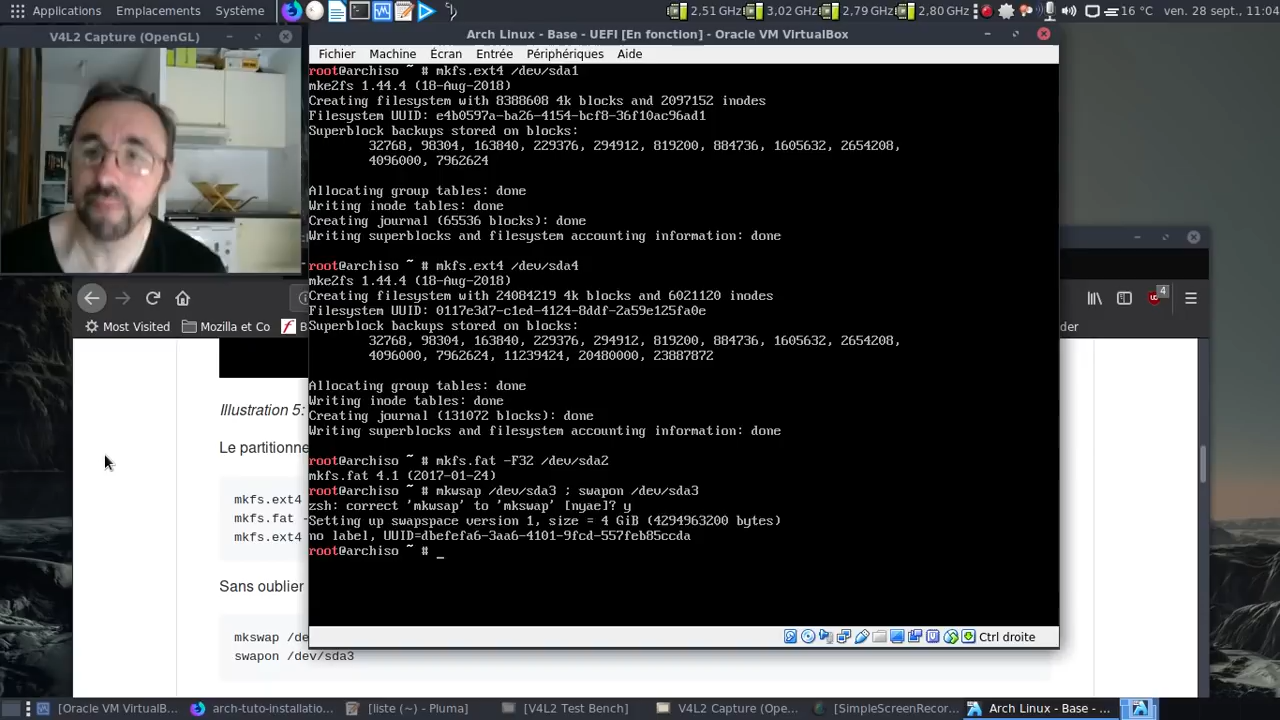 Applications Emplacements Système 2,51 GHz 3,02 GHz 2,79 GHz 2,80 GHz 16 °C ven. 28 sept., 11:04
V4L2 Capture (OpenGL)
Arch Linux - Base - UEFI [En fonction] - Oracle VM VirtualBox
Fichier Machine Écran Entrée Périphériques Aide
root@archiso ~ # mkfs.ext4 /dev/sda1
mke2fs 1.44.4 (18-Aug-2018)
Creating filesystem with 8388608 4k blocks and 2097152 inodes
Filesystem UUID: e4b0597a-ba26-4154-bcf8-36f10ac96ad1
Superblock backups stored on blocks:
32768, 98304, 163840, 229376, 294912, 819200, 884736, 1605632, 2654208,
4096000, 7962624
Allocating group tables: done
Writing inode tables: done
Creating journal (65536 blocks): done
Writing superblocks and filesystem accounting information: done
root@archiso ~ # mkfs.ext4 /dev/sda4
mke2fs 1.44.4 (18-Aug-2018)
Creating filesystem with 24084219 4k blocks and 6021120 inodes
Filesystem UUID: 0117e3d7-c1ed-4124-8ddf-2a59e125fa0e
Superblock backups stored on blocks:
32768, 98304, 163840, 229376, 294912, 819200, 884736, 1605632, 2654208,
4096000, 7962624, 11239424, 20480000, 23887872
Allocating group tables: done
Writing inode tables: done
Creating journal (131072 blocks): done
Writing superblocks and filesystem accounting information: done
root@archiso ~ # mkfs.fat -F32 /dev/sda2
mkfs.fat 4.1 (2017-01-24)
root@archiso ~ # mkwsap /dev/sda3 ; swapon /dev/sda3
zsh: correct 'mkwsap' to 'mkswap' [nyae]? y
Setting up swapspace version 1, size = 4 GiB (4294963200 bytes)
no label, UUID=dbefefa6-3aa6-4101-9fcd-557feb85ccda
root@archiso ~ # _
Ctrl droite
4
Most Visited Mozilla et Co B der
Illustration 5:
Le partitionne
mkfs.ext4
mkfs.fat -
mkfs.ext4
Sans oublier
mkswap /de
swapon /dev/sda3
[Oracle VM VirtualB... arch-tuto-installatio... [liste (~) - Pluma] [V4L2 Test Bench] V4L2 Capture (Ope... [SimpleScreenRecor... Arch Linux - Base - ...